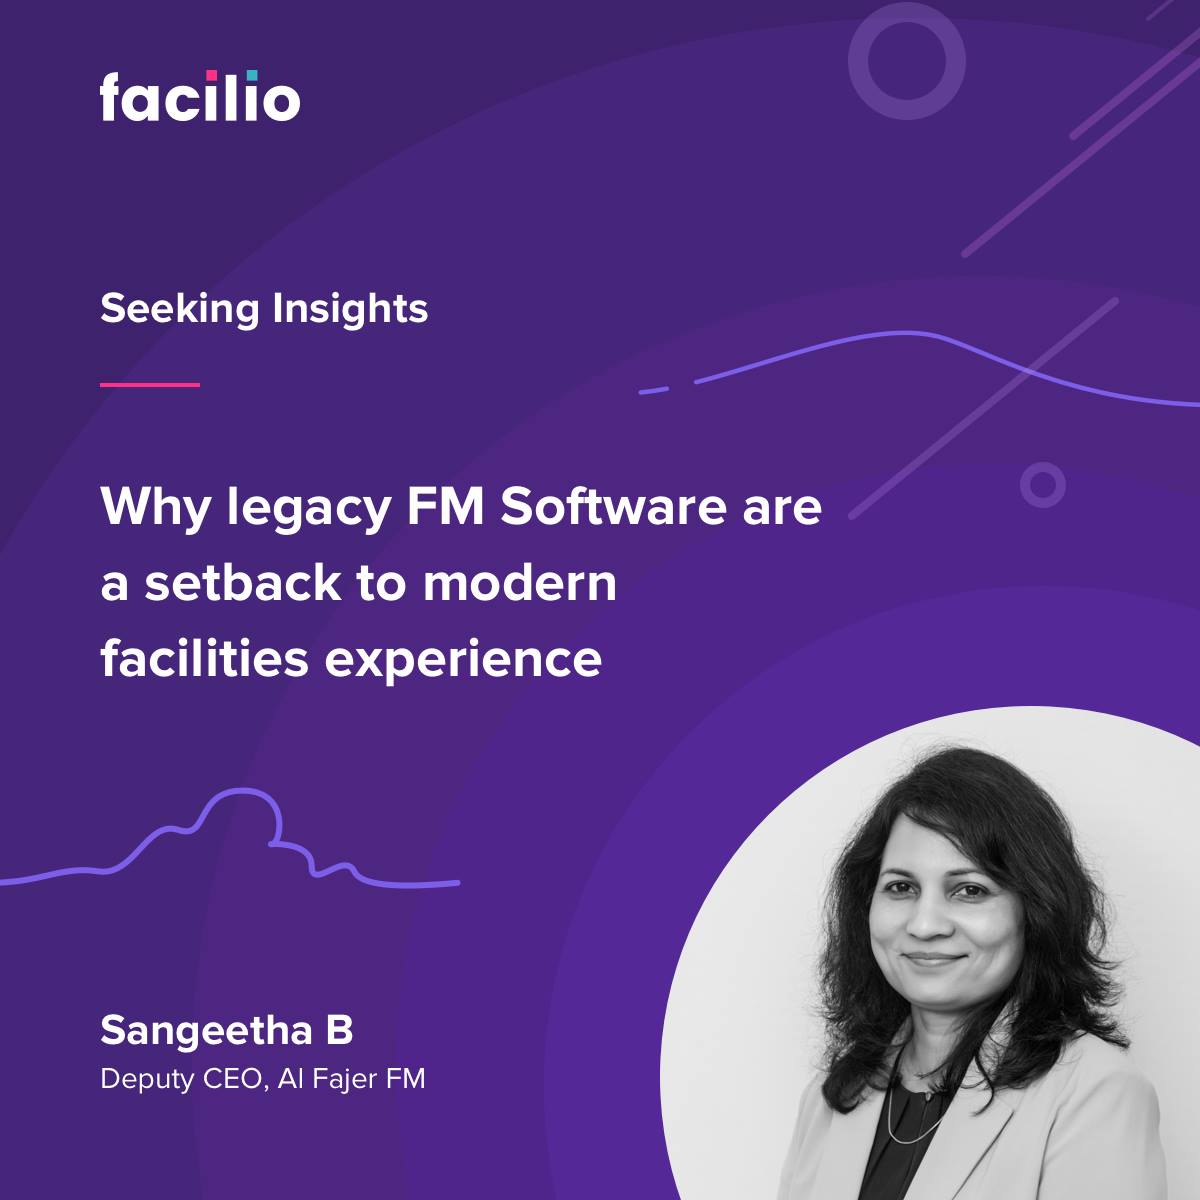 facilio
Seeking Insights
Why legacy FM Software are
a setback to modern
facilities experience
Sangeetha B
Deputy CEO, Al Fajer FM